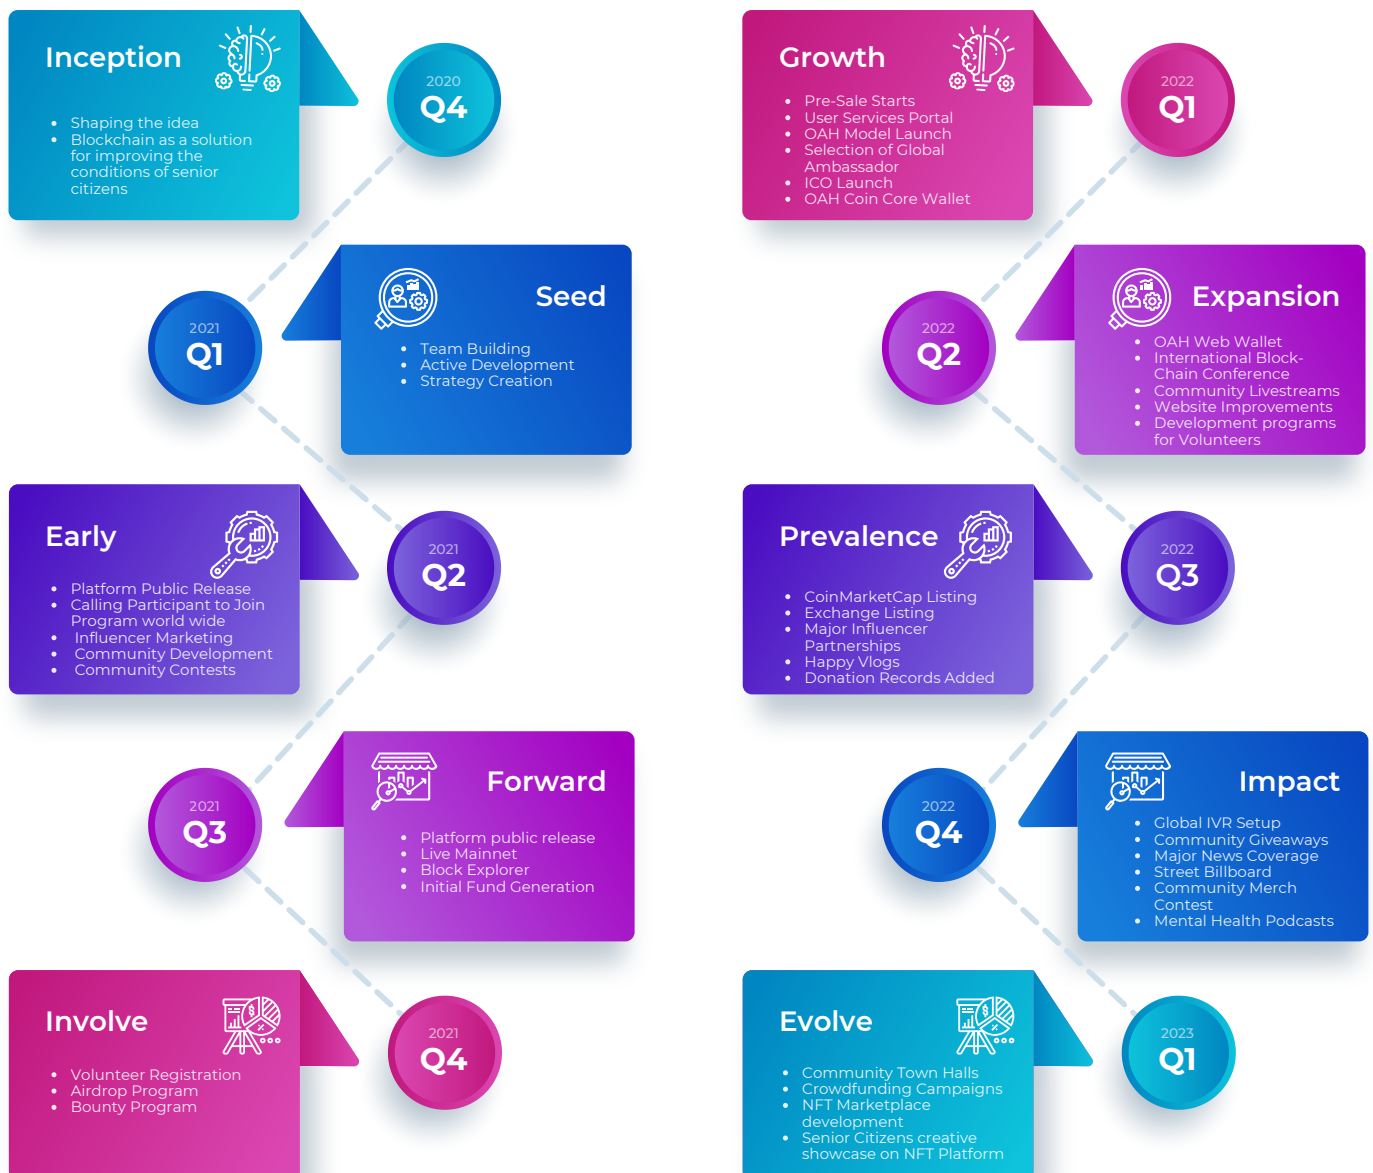 Inception
2020
Q4
Shaping the idea
Blockchain as a solution
for improving the
conditions of senior
citizens
2021
Q1
Seed
Team Building
Active Development
Strategy Creation
Early
2021
Q2
Platform Public Release
Calling Participant to Join
Program world wide
Influencer Marketing
Community Development
Community Contests
2021
Q3
Forward
Platform public release
Live Mainnet
Block Explorer
Initial Fund Generation
Involve
2021
Q4
Volunteer Registration
Airdrop Program
Bounty Program
Growth
2022
Q1
Pre-Sale Starts
User Services Portal
OAH Model Launch
Selection of Global
Ambassador
ICO Launch
OAH Coin Core Wallet
2022
Q2
Expansion
OAH Web Wallet
International Block-
Chain Conference
Community Livestreams
Website Improvements
Development programs
for Volunteers
Prevalence
2022
Q3
CoinMarketCap Listing
Exchange Listing
Major Influencer
Partnerships
Happy Vlogs
Donation Records Added
2022
Q4
Impact
Global IVR Setup
Community Giveaways
Major News Coverage
Street Billboard
Community Merch
Contest
Mental Health Podcasts
Evolve
2023
Q1
Community Town Halls
Crowdfunding Campaigns
NFT Marketplace
development
Senior Citizens creative
showcase on NFT Platform